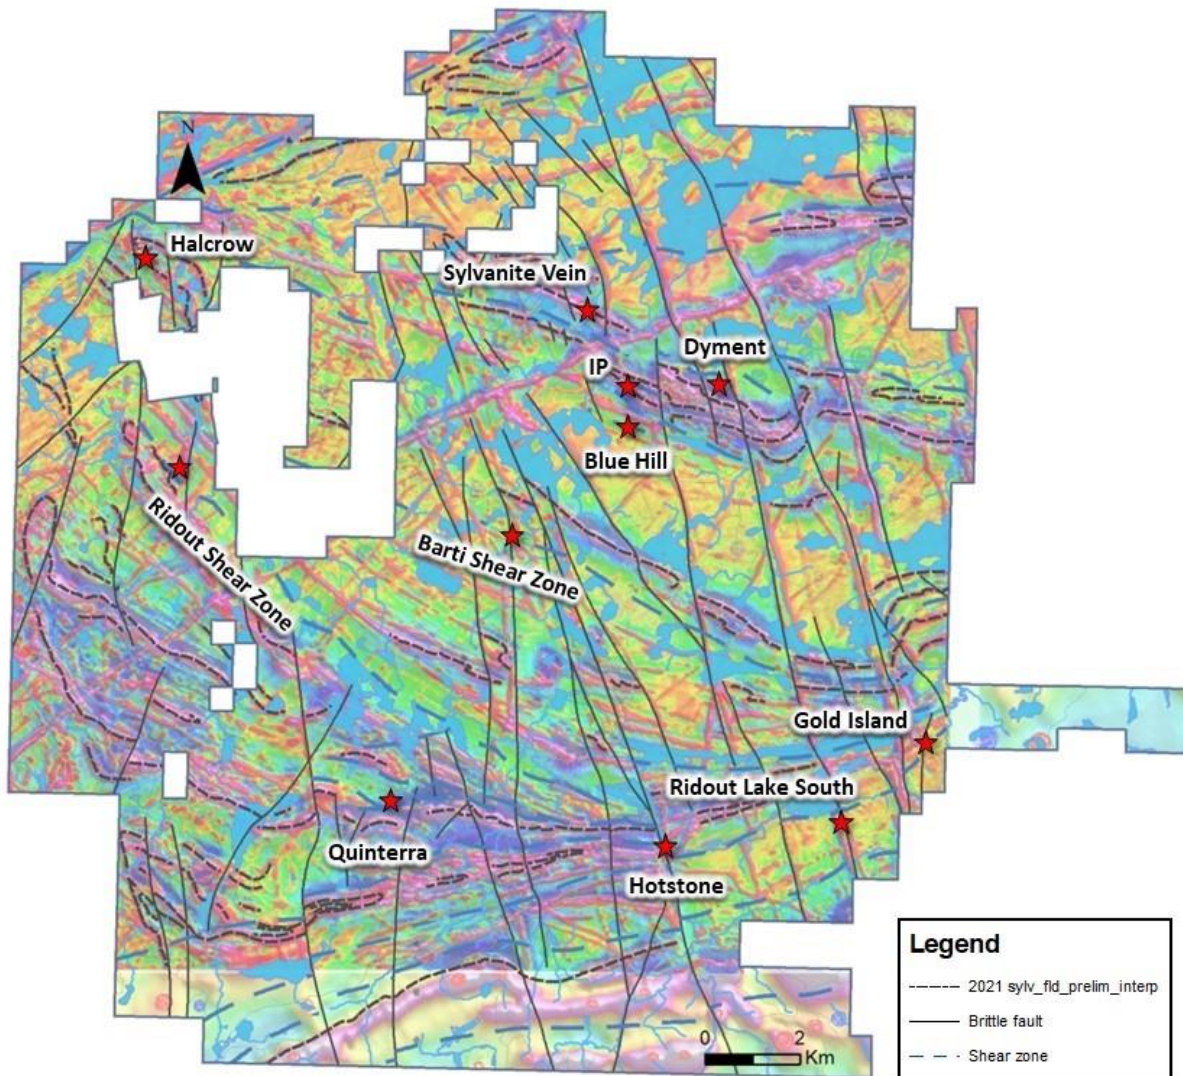 N
Halcrow
Sylvanite Vein
Dyment
IP
Blue Hill
Ridout Shear Zone
Barti Shear Zone
Gold Island
Ridout Lake South
Quinterra
Hotstone
Legend
2021 sylv_fld_prelim_interp
Brittle fault
Shear zone
0 2
Km